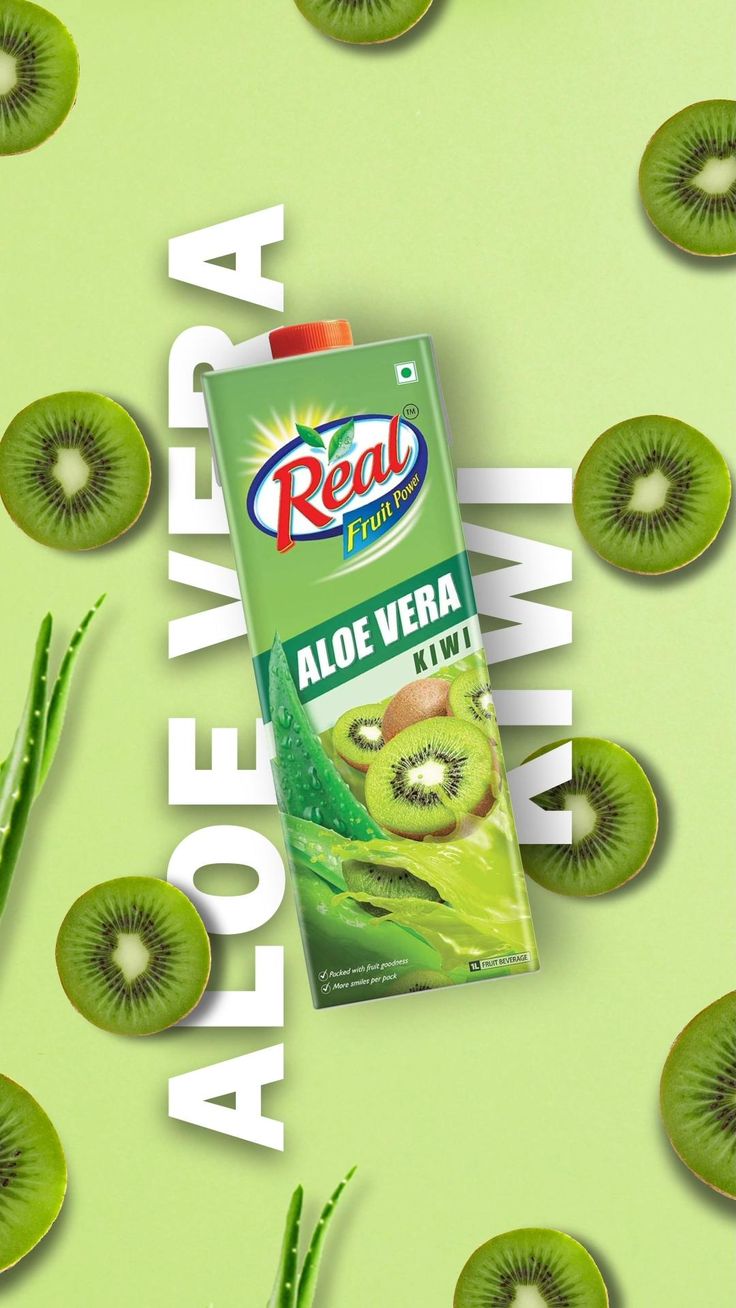 ALOE VERA
KIWI
Real
TM
Fruit Power
ALOE VERA
KIWI
Packed with fruit goodness
More smiles per pack
1L FRUIT BEVERAGE